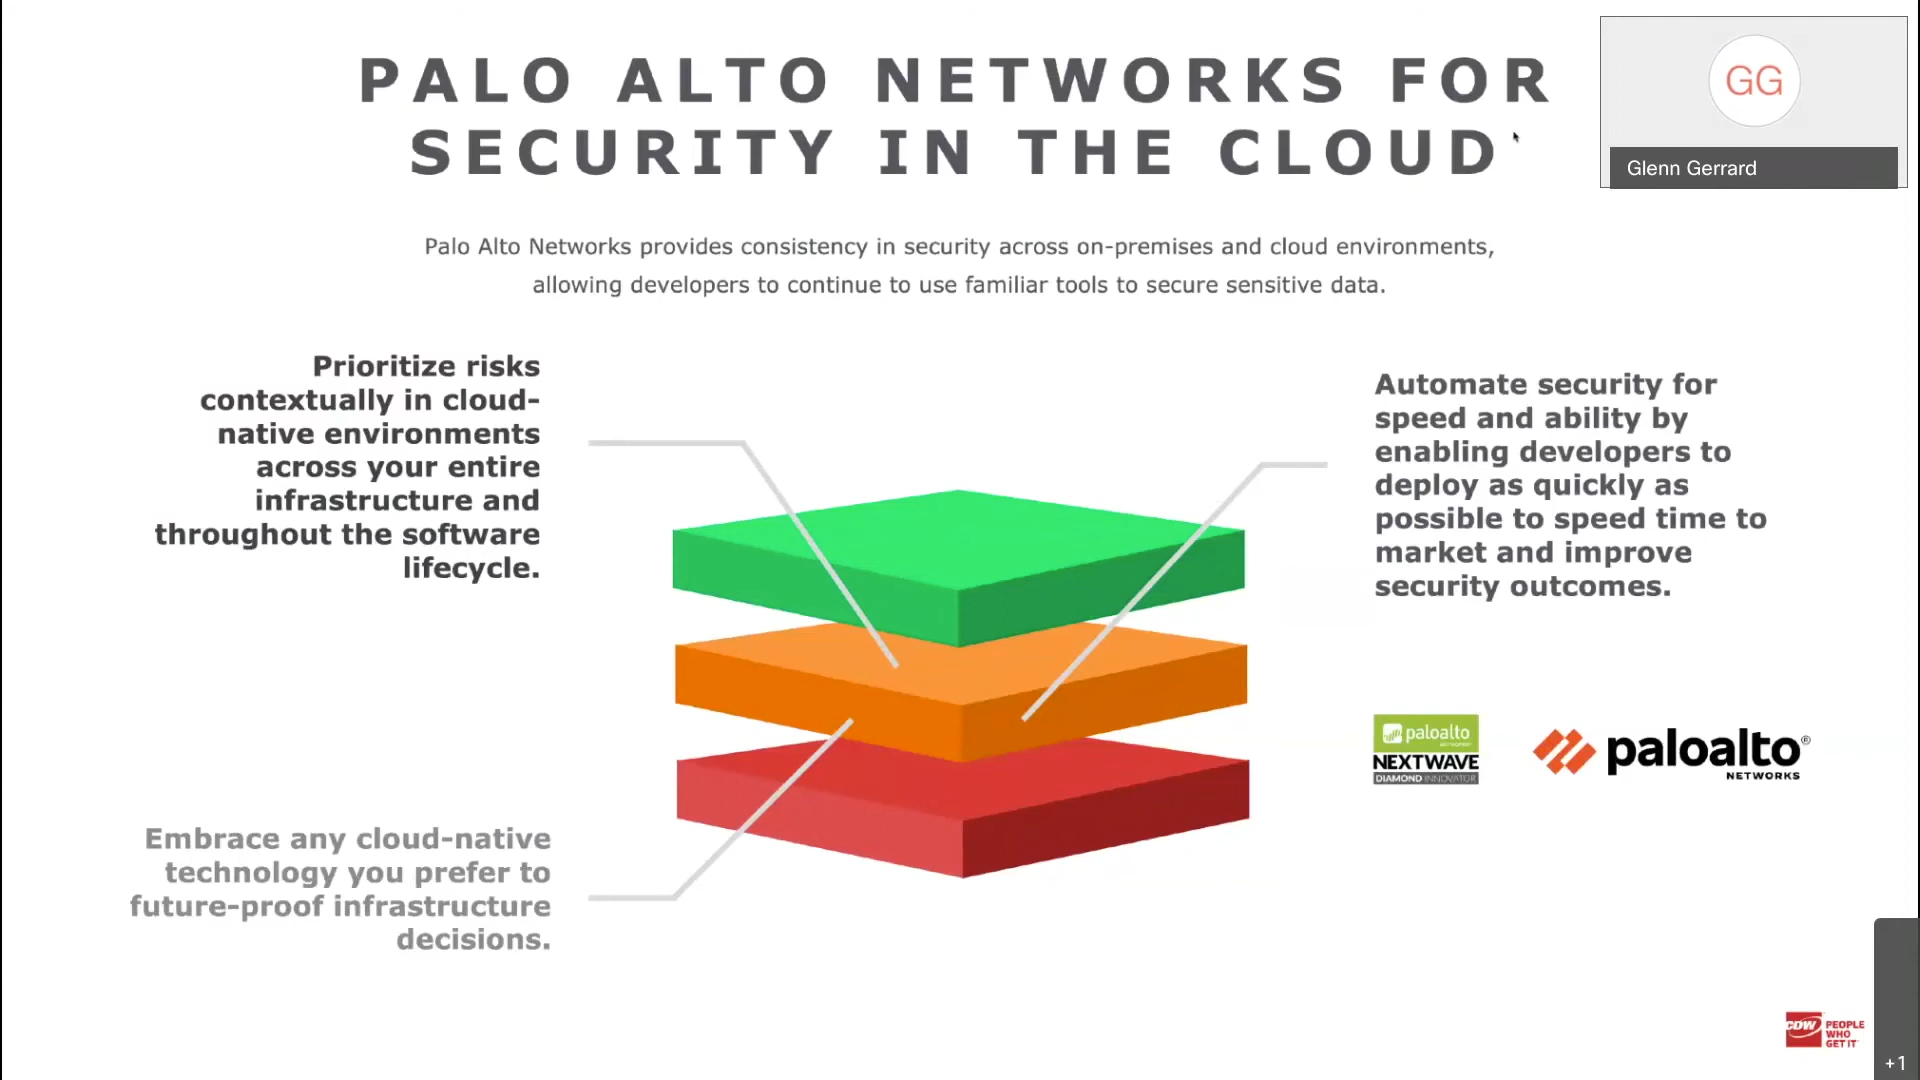 PALO ALTO NETWORKS FOR
SECURITY IN THE CLOUD
GG
Glenn Gerrard
Palo Alto Networks provides consistency in security across on-premises and cloud environments,
allowing developers to continue to use familiar tools to secure sensitive data.
Prioritize risks
contextually in cloud-
native environments
across your entire
infrastructure and
throughout the software
lifecycle.
Automate security for
speed and ability by
enabling developers to
deploy as quickly as
possible to speed time to
market and improve
security outcomes.
paloalto
NETWORKS
NEXTWAVE
DIAMOND INNOVATOR
paloalto®
NETWORKS
Embrace any cloud-native
technology you prefer to
future-proof infrastructure
decisions.
CDW
PEOPLE
WHO
GET IT
+1